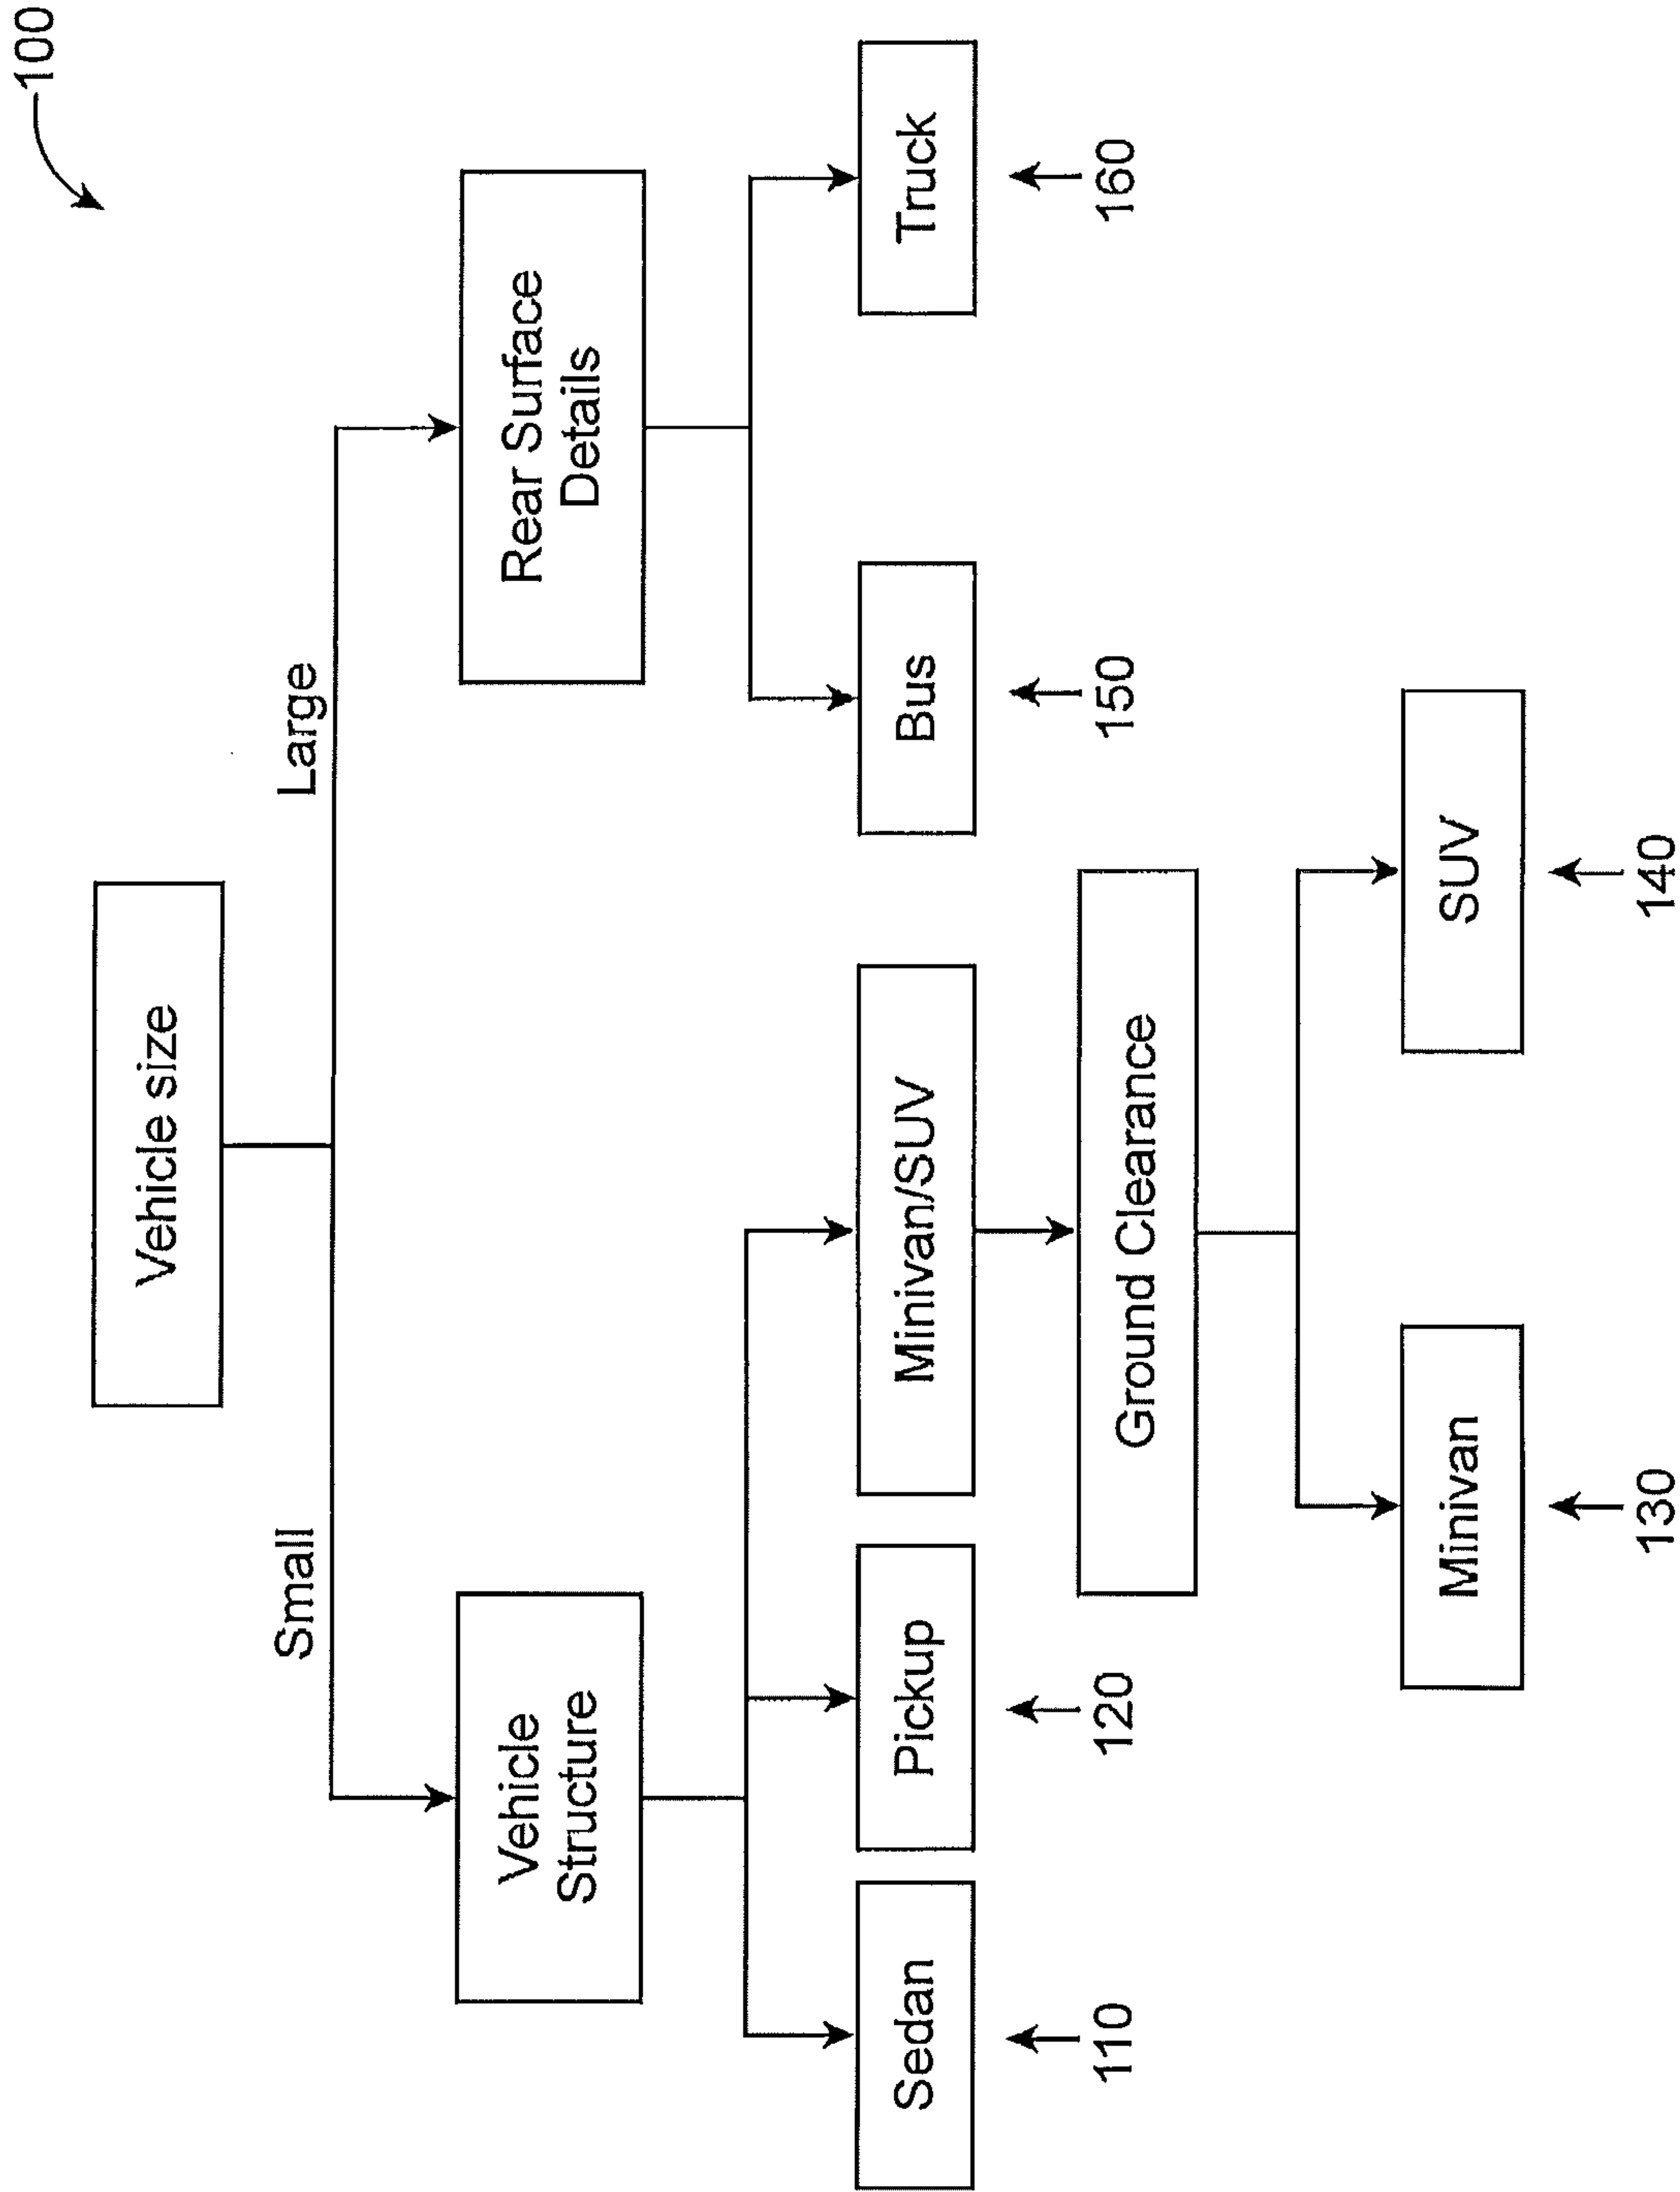 100
Vehicle size
Small
Large
Vehicle
Structure
Rear Surface
Details
Sedan
Pickup
Minivan/SUV
Bus
Truck
110
120
150
160
Ground Clearance
Minivan
SUV
130
140